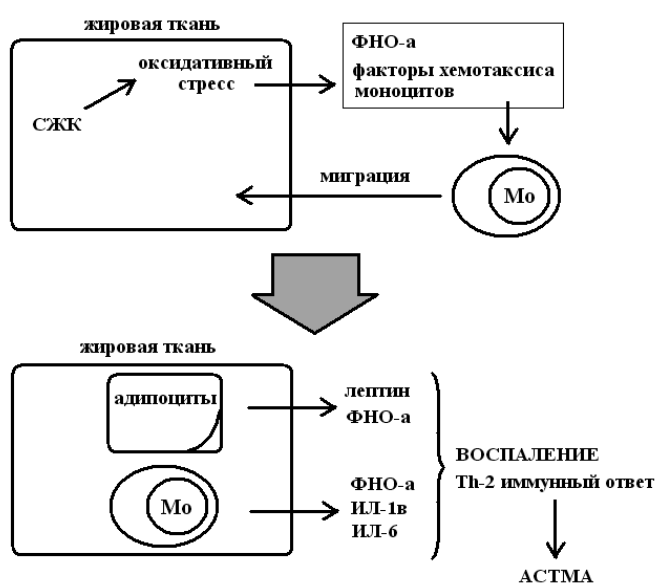 жировая ткань
оксидативный
стресс
СЖК
ФНО-а
факторы хемотаксиса
моноцитов
миграция
Мо
жировая ткань
адипоциты
лептин
ФНО-а
Мо
ФНО-а
ИЛ-1в
ИЛ-6
ВОСПАЛЕНИЕ
Th-2 иммунный ответ
АСТМА